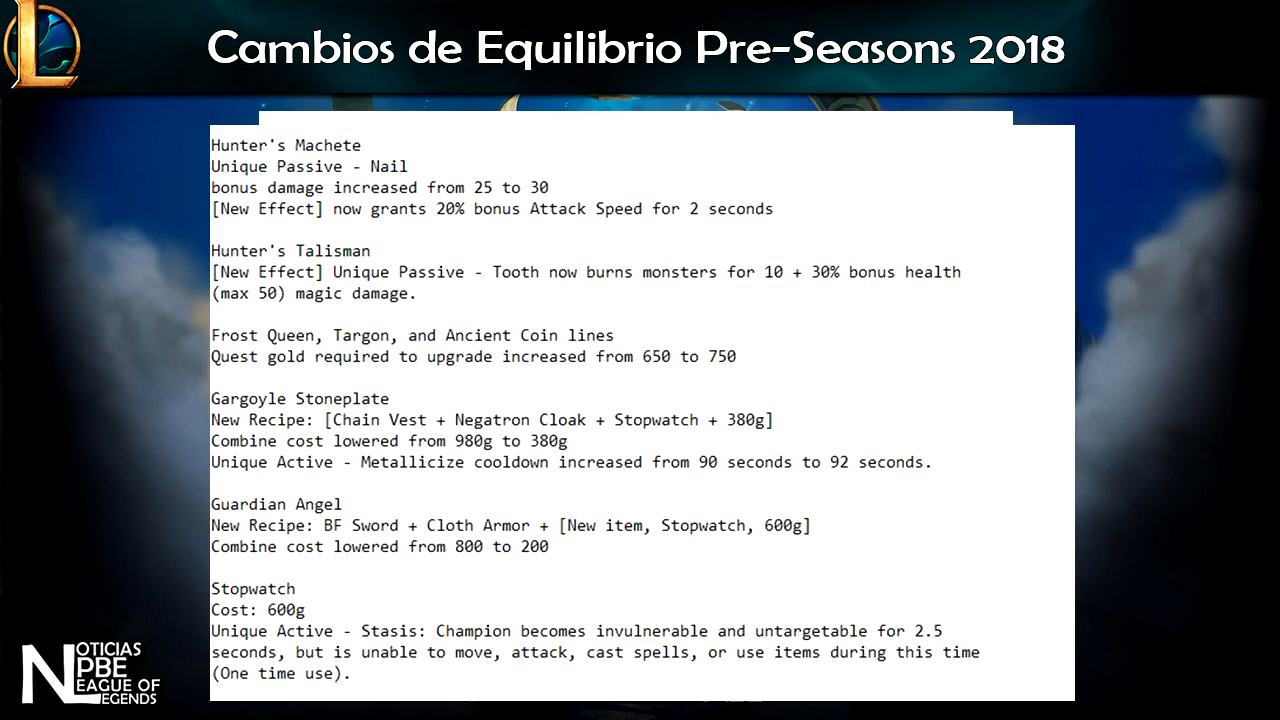 Cambios de Equilibrio Pre-Seasons 2018
Hunter's Machete
Unique Passive - Nail
bonus damage increased from 25 to 30
[New Effect] now grants 20% bonus Attack Speed for 2 seconds
Hunter's Talisman
[New Effect] Unique Passive - Tooth now burns monsters for 10 + 30% bonus health
(max 50) magic damage.
Frost Queen, Targon, and Ancient Coin lines
Quest gold required to upgrade increased from 650 to 750
Gargoyle Stoneplate
New Recipe: [Chain Vest + Negatron Cloak + Stopwatch + 380g]
Combine cost lowered from 980g to 380g
Unique Active - Metallicize cooldown increased from 90 seconds to 92 seconds.
Guardian Angel
New Recipe: BF Sword + Cloth Armor + [New item, Stopwatch, 600g]
Combine cost lowered from 800 to 200
Stopwatch
Cost: 600g
Unique Active - Stasis: Champion becomes invulnerable and untargetable for 2.5
seconds, but is unable to move, attack, cast spells, or use items during this time
(One time use).
NOTICIAS
PBE
LEAGUE OF
LEGENDS